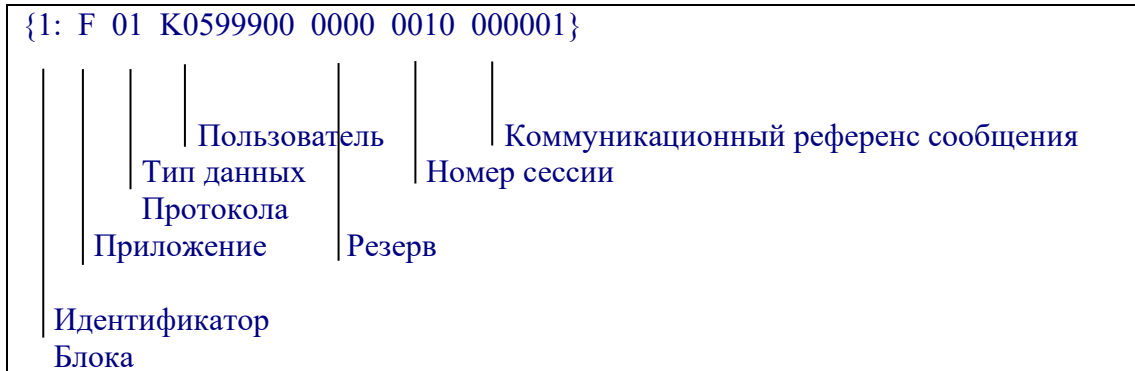 {1: F 01 K0599900 0000 0010 000001}
Пользователь Коммуникационный референс сообщения
Тип данных Номер сессии
Протокола
Приложение Резерв
Идентификатор
Блока